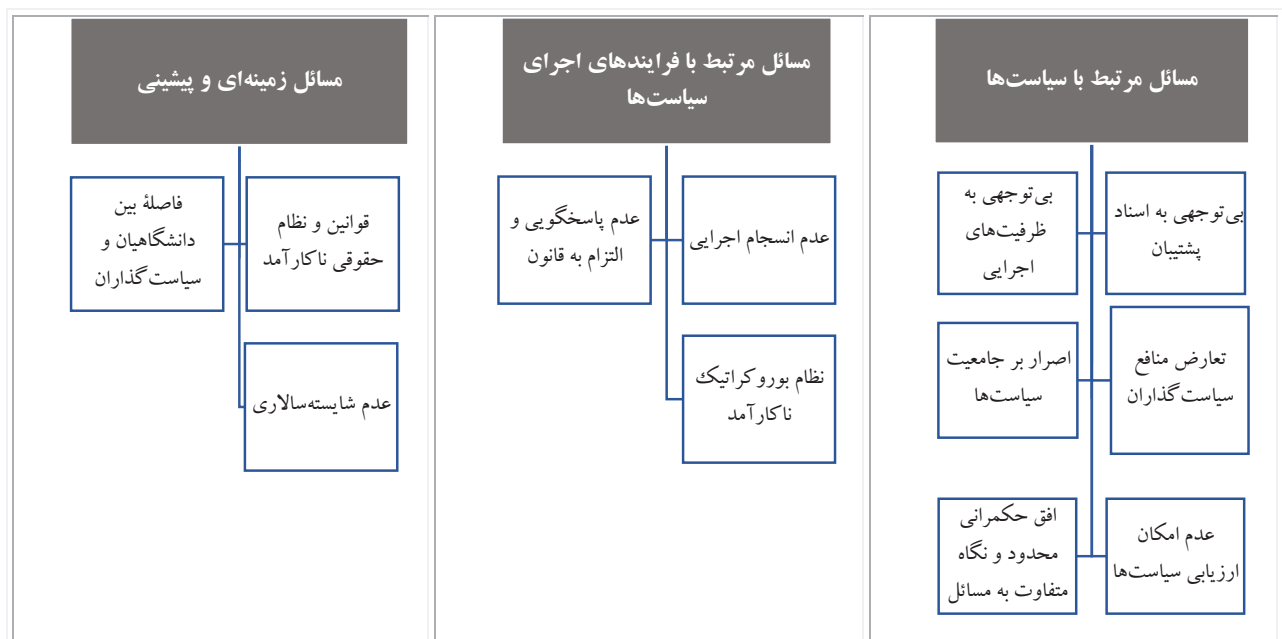 مسائل مرتبط با سیاست‌ها
بی‌توجهی به اسناد
پشتیبان
بی‌توجهی به
ظرفیت‌های
اجرایی
تعارض منافع
سیاست‌گذاران
اصرار بر جامعیت
سیاست‌ها
عدم امکان
ارزیابی سیاست‌ها
افق حکمرانی
محدود و نگاه
متفاوت به مسائل
مسائل مرتبط با فرایندهای اجرای
سیاست‌ها
عدم انسجام اجرایی
عدم پاسخگویی و
التزام به قانون
نظام بوروکراتیک
ناکارآمد
مسائل زمینه‌ای و پیشینی
قوانین و نظام
حقوقی ناکارآمد
فاصلۀ بین
دانشگاهیان و
سیاست‌گذاران
عدم شایسته‌سالاری